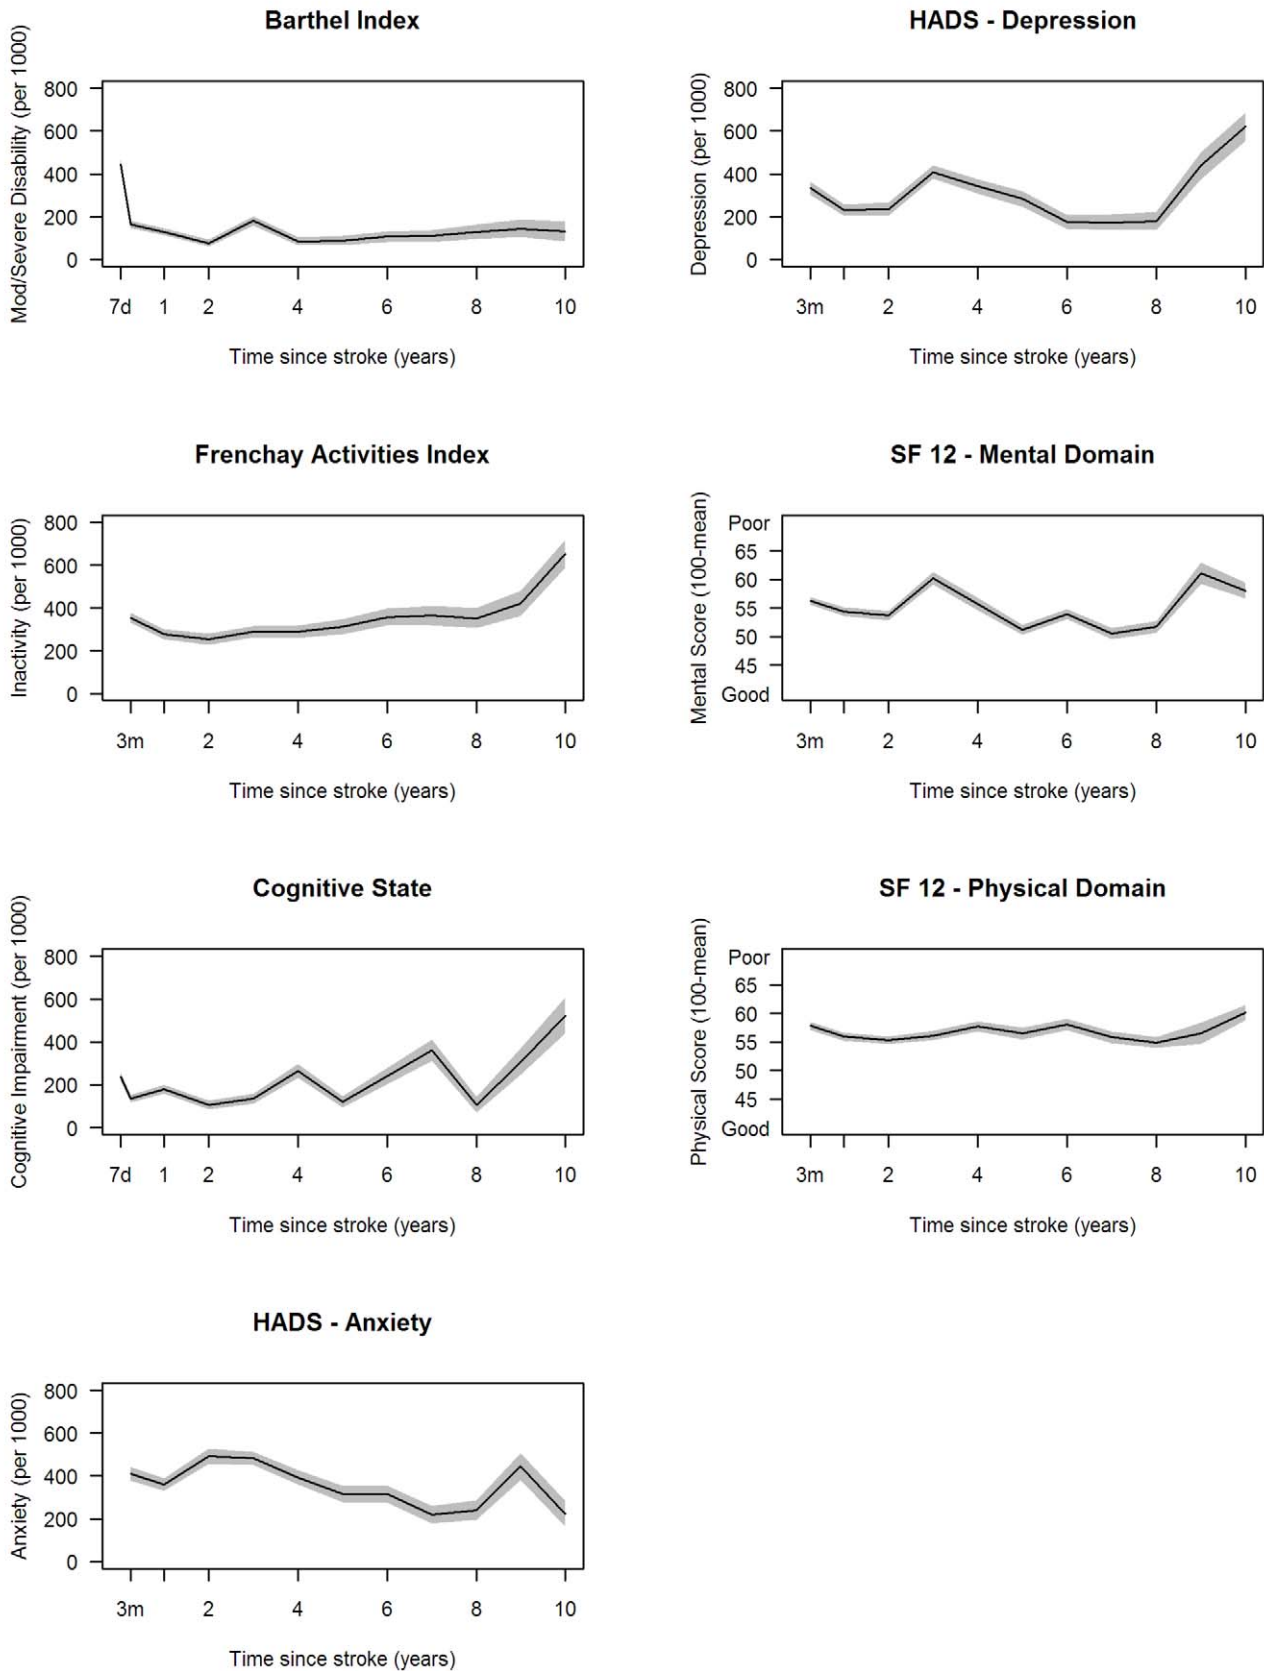 Barthel Index
Mod/Severe Disability (per 1000)
800
600
400
200
0
7d 1 2 4 6 8 10
Time since stroke (years)
HADS - Depression
Depression (per 1000)
800
600
400
200
0
3m 2 4 6 8 10
Time since stroke (years)
Frenchay Activities Index
Inactivity (per 1000)
800
600
400
200
0
3m 2 4 6 8 10
Time since stroke (years)
SF 12 - Mental Domain
Mental Score (100-mean)
Poor
65
60
55
50
45
Good
3m 2 4 6 8 10
Time since stroke (years)
Cognitive State
Cognitive Impairment (per 1000)
800
600
400
200
0
7d 1 2 4 6 8 10
Time since stroke (years)
SF 12 - Physical Domain
Physical Score (100-mean)
Poor
65
60
55
50
45
Good
3m 2 4 6 8 10
Time since stroke (years)
HADS - Anxiety
Anxiety (per 1000)
800
600
400
200
0
3m 2 4 6 8 10
Time since stroke (years)